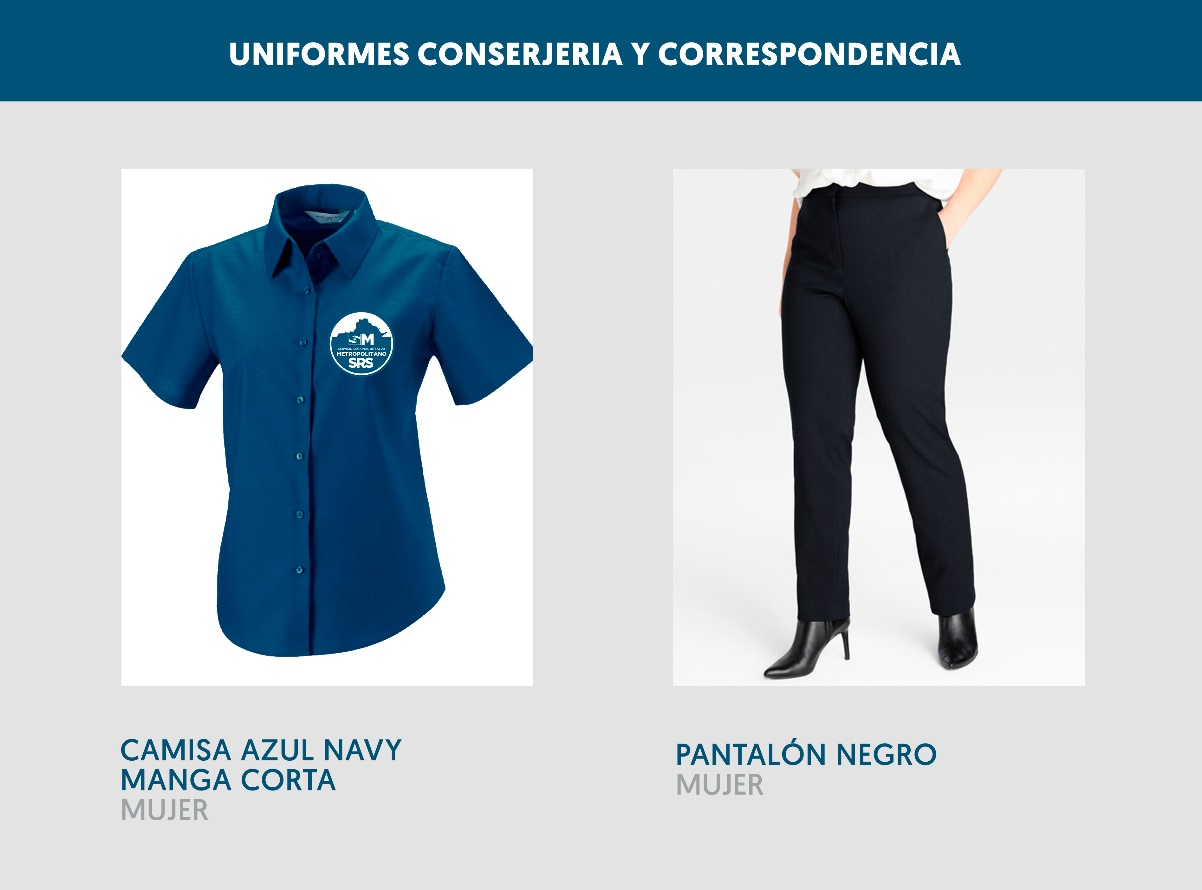 UNIFORMES CONSERJERIA Y CORRESPONDENCIA
M
METROPOLITANO
SRS
CAMISA AZUL NAVY
MANGA CORTA
MUJER
PANTALÓN NEGRO
MUJER